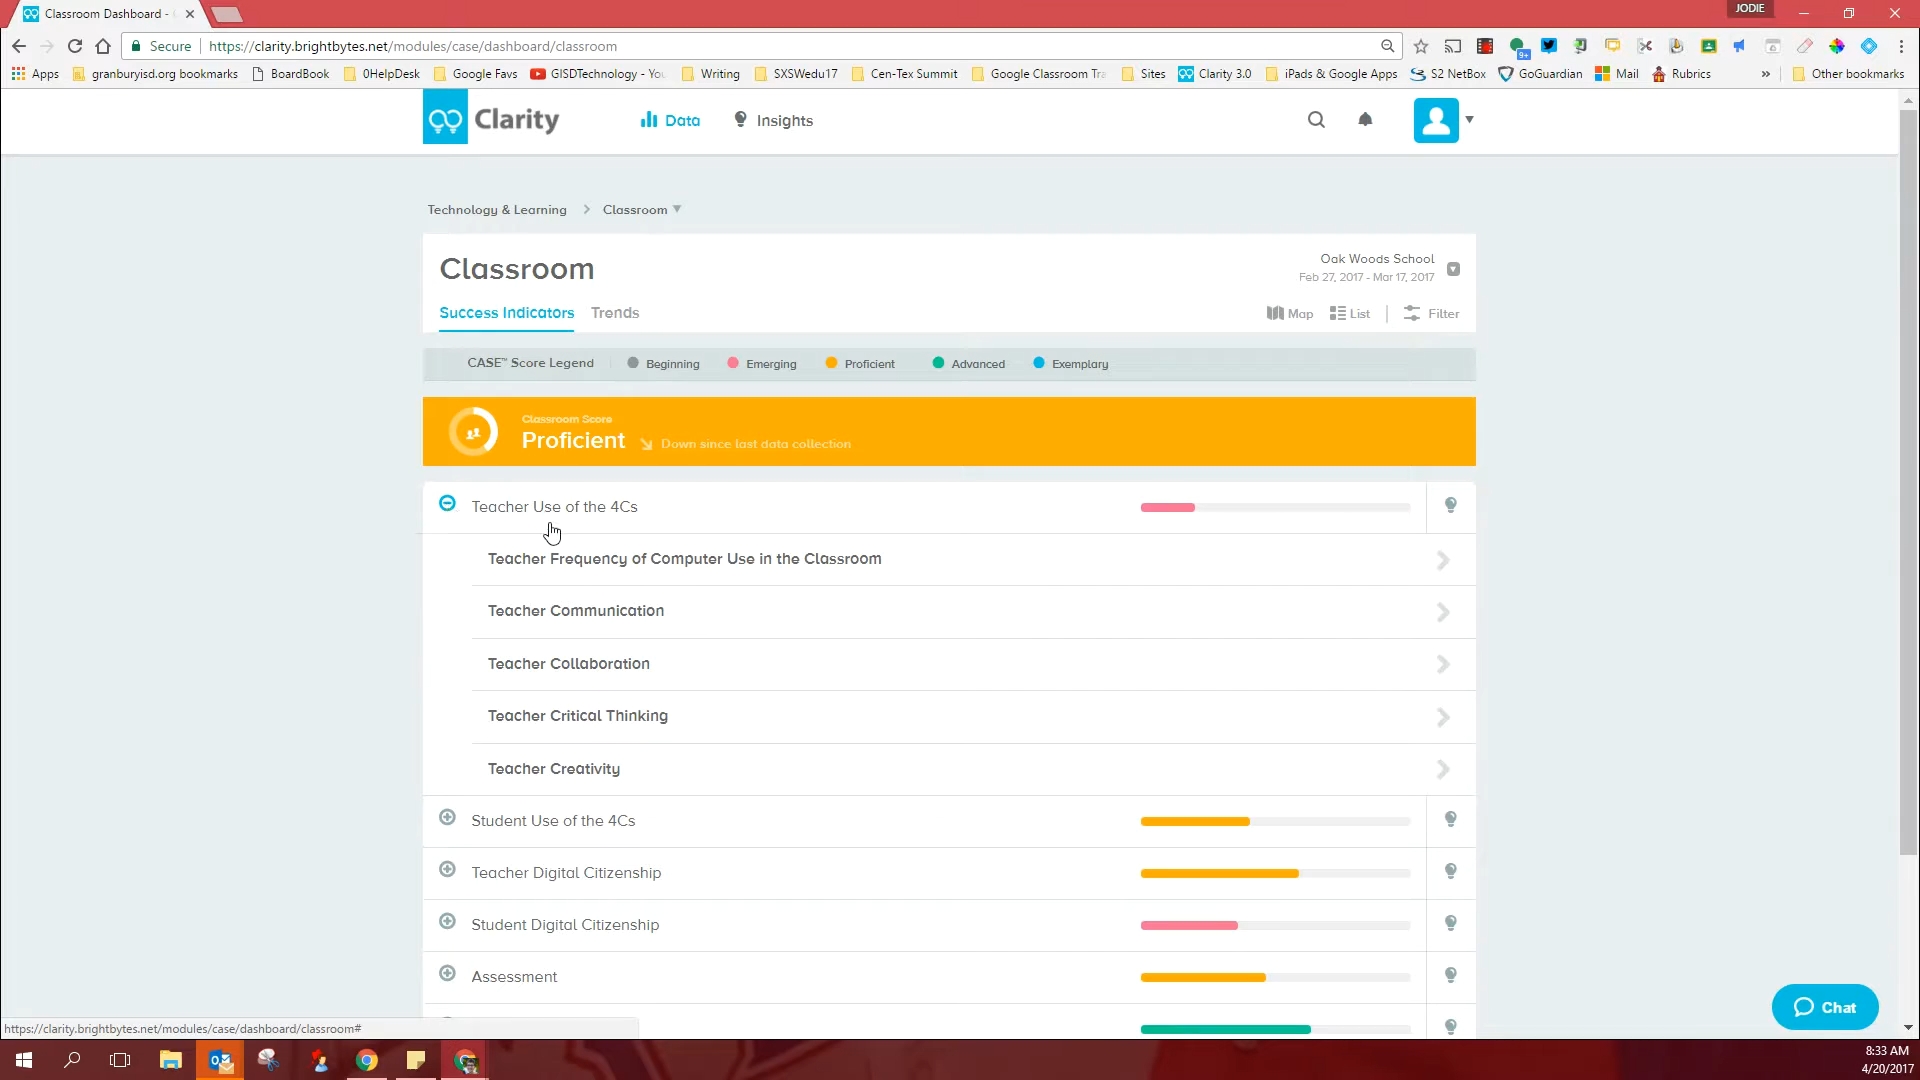 Classroom Dashboard -
JODIE
Secure
https://clarity.brightbytes.net/modules/case/dashboard/classroom
Apps
granburyisd.org bookmarks
BoardBook
0HelpDesk
Google Favs
GISDTechnology - Yo
Writing
SXSWedu17
Cen-Tex Summit
Google Classroom Tra
Sites
Clarity 3.0
iPads & Google Apps
S2 NetBox
GoGuardian
Mail
Rubrics
»
Other bookmarks
Clarity
Data
Insights
Technology & Learning > Classroom
Classroom
Oak Woods School
Feb 27, 2017 - Mar 17, 2017
Success Indicators
Trends
Map
List
Filter
CASE™ Score Legend
Beginning
Emerging
Proficient
Advanced
Exemplary
Classroom Score
Proficient
Down since last data collection
Teacher Use of the 4Cs
Teacher Frequency of Computer Use in the Classroom
Teacher Communication
Teacher Collaboration
Teacher Critical Thinking
Teacher Creativity
Student Use of the 4Cs
Teacher Digital Citizenship
Student Digital Citizenship
Assessment
Chat
https://clarity.brightbytes.net/modules/case/dashboard/classroom#
8:33 AM
4/20/2017